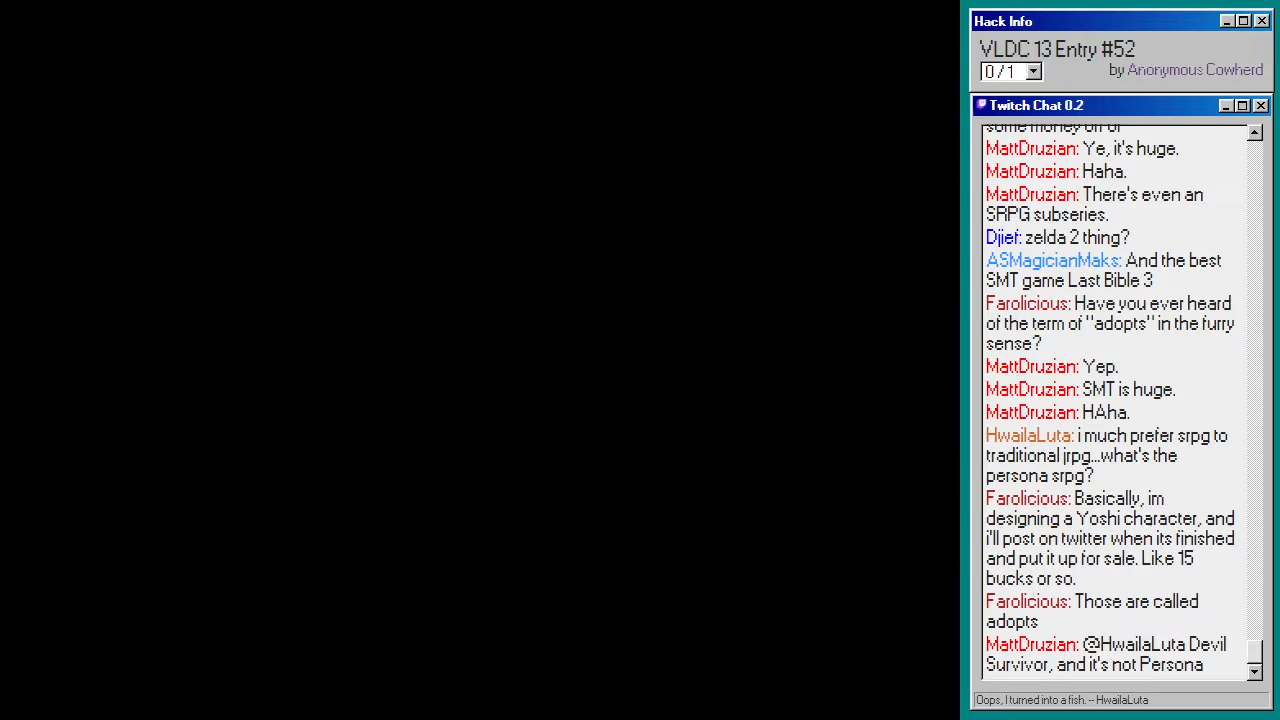 Hack Info
VLDC 13 Entry #52
0 / 1
by Anonymous Cowherd
Twitch Chat 0.2
some money off of
MattDruzian: Ye, it's huge.
MattDruzian: Haha.
MattDruzian: There's even an
SRPG subseries.
Djief: zelda 2 thing?
ASMagicianMaks: And the best
SMT game Last Bible 3
Farolicious: Have you ever heard
of the term of "adopts" in the furry
sense?
MattDruzian: Yep.
MattDruzian: SMT is huge.
MattDruzian: HAha.
HwailaLuta: i much prefer srpg to
traditional jrpg...what's the
persona srpg?
Farolicious: Basically, im
designing a Yoshi character, and
i'll post on twitter when its finished
and put it up for sale. Like 15
bucks or so.
Farolicious: Those are called
adopts
MattDruzian: @HwailaLuta Devil
Survivor, and it's not Persona
Oops, I turned into a fish. -- HwailaLuta